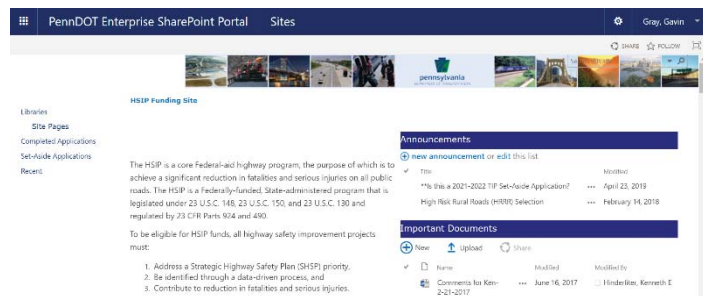 PennDOT Enterprise SharePoint Portal Sites Gray, Gavin
SHARE FOLLOW
pennsylvania
HSIP Funding Site
Libraries
Site Pages
Completed Applications
Set-Aside Applications
Recent
The HSIP is a core Federal-aid highway program, the purpose of which is to
achieve a significant reduction in fatalities and serious injuries on all public
roads. The HSIP is a Federally-funded, State-administered program that is
legislated under 23 U.S.C. 148, 23 U.S.C. 150, and 23 U.S.C. 130 and
regulated by 23 CFR Parts 924 and 490.
To be eligible for HSIP funds, all highway safety improvement projects
must:
1. Address a Strategic Highway Safety Plan (SHSP) priority,
2. Be identified through a data-driven process, and
3. Contribute to reduction in fatalities and serious injuries.
Announcements
new announcement or edit this list
Title Modified
**Is this a 2021-2022 TIP Set-Aside Application? ... April 23, 2019
High Risk Rural Roads (HRRR) Selection ... February 14, 2018
Important Documents
New Upload Share
Name Modified Modified By
Comments for Ken- ... June 16, 2017 Hinderliter, Kenneth E
2-21-2017